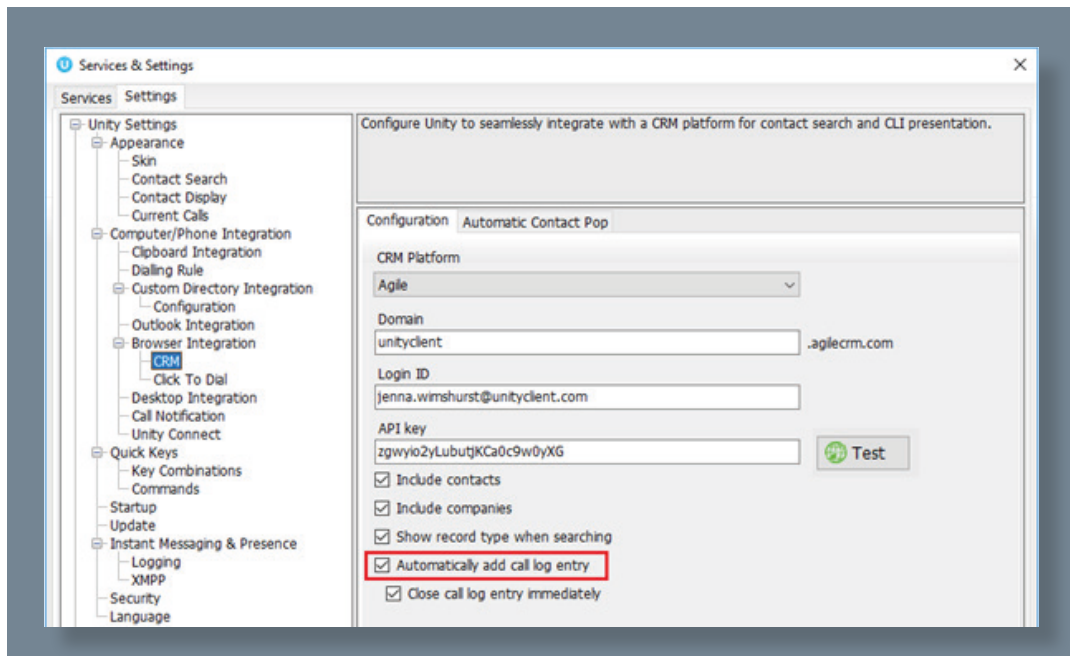 Services & Settings
Services Settings
Unity Settings
Appearance
Skin
Contact Search
Contact Display
Current Calls
Computer/Phone Integration
Clipboard Integration
Dialing Rule
Custom Directory Integration
Configuration
Outlook Integration
Browser Integration
CRM
Click To Dial
Desktop Integration
Call Notification
Unity Connect
Quick Keys
Key Combinations
Commands
Startup
Update
Instant Messaging & Presence
Logging
XMPP
Security
Language
Configure Unity to seamlessly integrate with a CRM platform for contact search and CLI presentation.
Configuration Automatic Contact Pop
CRM Platform
Agile
Domain
unityclient .agilecrm.com
Login ID
jenna.wimshurst@unityclient.com
API key
zgwyio2yLubutjKCa0c9w0yXG Test
Include contacts
Include companies
Show record type when searching
Automatically add call log entry
Close call log entry immediately